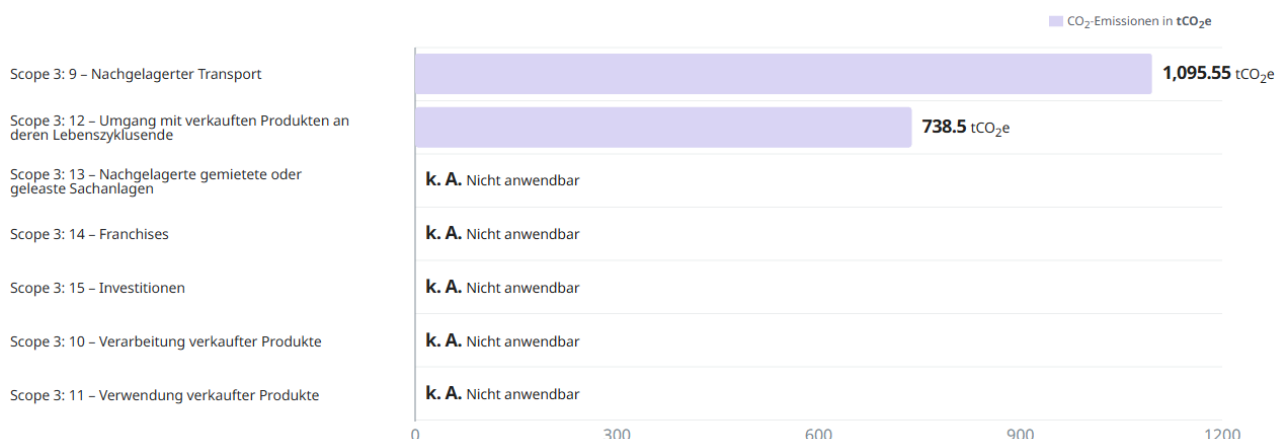 CO₂-Emissionen in tCO₂e
Scope 3: 9 – Nachgelagerter Transport
1,095.55 tCO₂e
Scope 3: 12 – Umgang mit verkauften Produkten an
deren Lebenszyklusende
738.5 tCO₂e
Scope 3: 13 – Nachgelagerte gemietete oder
geleaste Sachanlagen
k. A. Nicht anwendbar
Scope 3: 14 – Franchises
k. A. Nicht anwendbar
Scope 3: 15 – Investitionen
k. A. Nicht anwendbar
Scope 3: 10 – Verarbeitung verkaufter Produkte
k. A. Nicht anwendbar
Scope 3: 11 – Verwendung verkaufter Produkte
k. A. Nicht anwendbar
0 300 600 900 1200